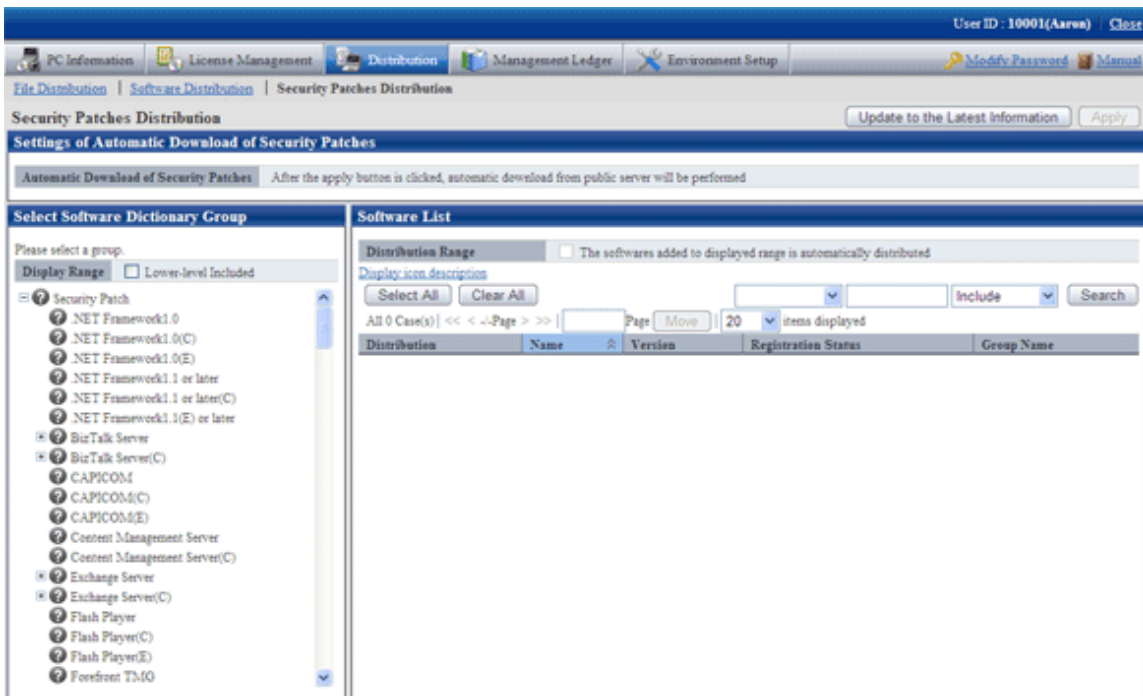 User ID : 10001(Aaron) Close
PC Information License Management Distribution Management Ledger Environment Setup Modify Password Manual
File Distribution | Software Distribution | Security Patches Distribution
Security Patches Distribution Update to the Latest Information Apply
Settings of Automatic Download of Security Patches
Automatic Download of Security Patches After the apply button is clicked, automatic download from public server will be performed
Select Software Dictionary Group
Please select a group.
Display Range Lower-level Included
Security Patch
.NET Framework1.0
.NET Framework1.0(C)
.NET Framework1.0(E)
.NET Framework1.1 or later
.NET Framework1.1 or later(C)
.NET Framework1.1(E) or later
BizTalk Server
BizTalk Server(C)
CAPICOM
CAPICOM(C)
CAPICOM(E)
Content Management Server
Content Management Server(C)
Exchange Server
Exchange Server(C)
Flash Player
Flash Player(C)
Flash Player(E)
Forefront TMG
Software List
Distribution Range The softwares added to displayed range is automatically distributed
Display icon description
Select All Clear All Include Search
All 0 Case(s) | << < -/-Page > >> | Page Move | 20 items displayed
Distribution Name Version Registration Status Group Name